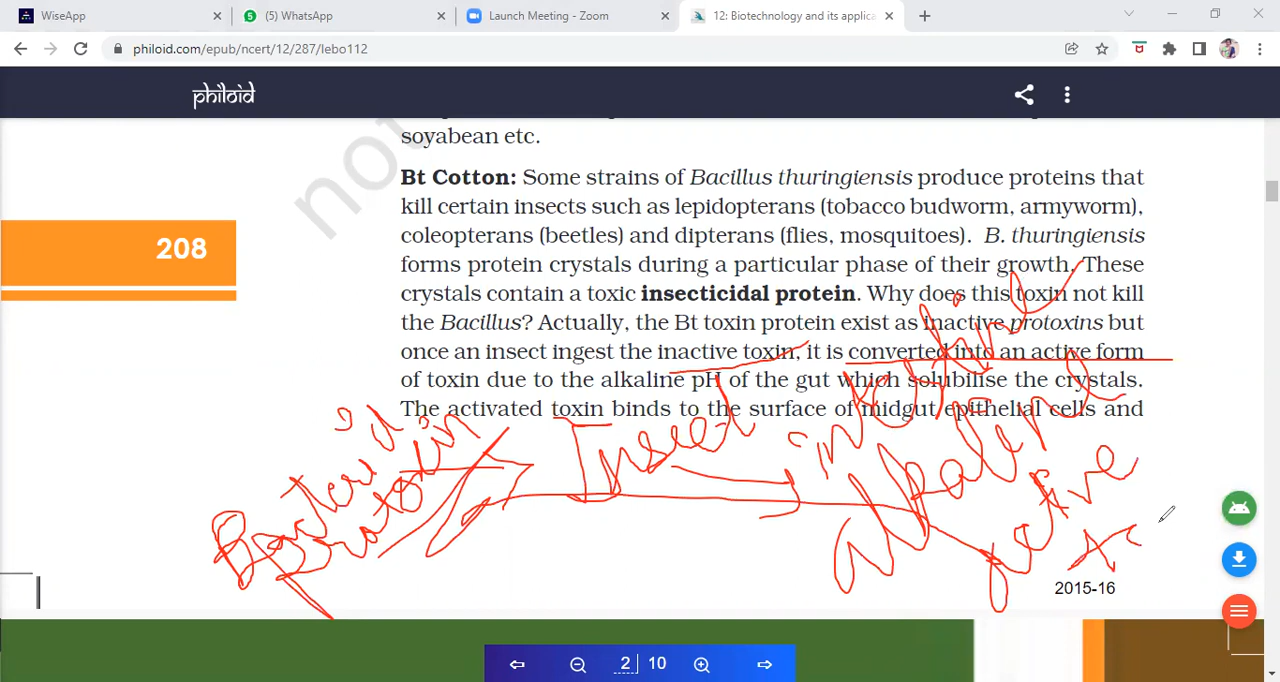 WiseApp
(5) WhatsApp
Launch Meeting - Zoom
12: Biotechnology and its applica
philoid.com/epub/ncert/12/287/lebo112
philoid
soyabean etc.
not
208
Bt Cotton: Some strains of Bacillus thuringiensis produce proteins that
kill certain insects such as lepidopterans (tobacco budworm, armyworm),
coleopterans (beetles) and dipterans (flies, mosquitoes). B. thuringiensis
forms protein crystals during a particular phase of their growth. These
crystals contain a toxic insecticidal protein. Why does this toxin not kill
the Bacillus? Actually, the Bt toxin protein exist as inactive protoxins but
once an insect ingest the inactive toxin, it is converted into an active form
of toxin due to the alkaline pH of the gut which solubilise the crystals.
The activated toxin binds to the surface of midgut epithelial cells and
Insect
intestine
active
2015-16
2 10